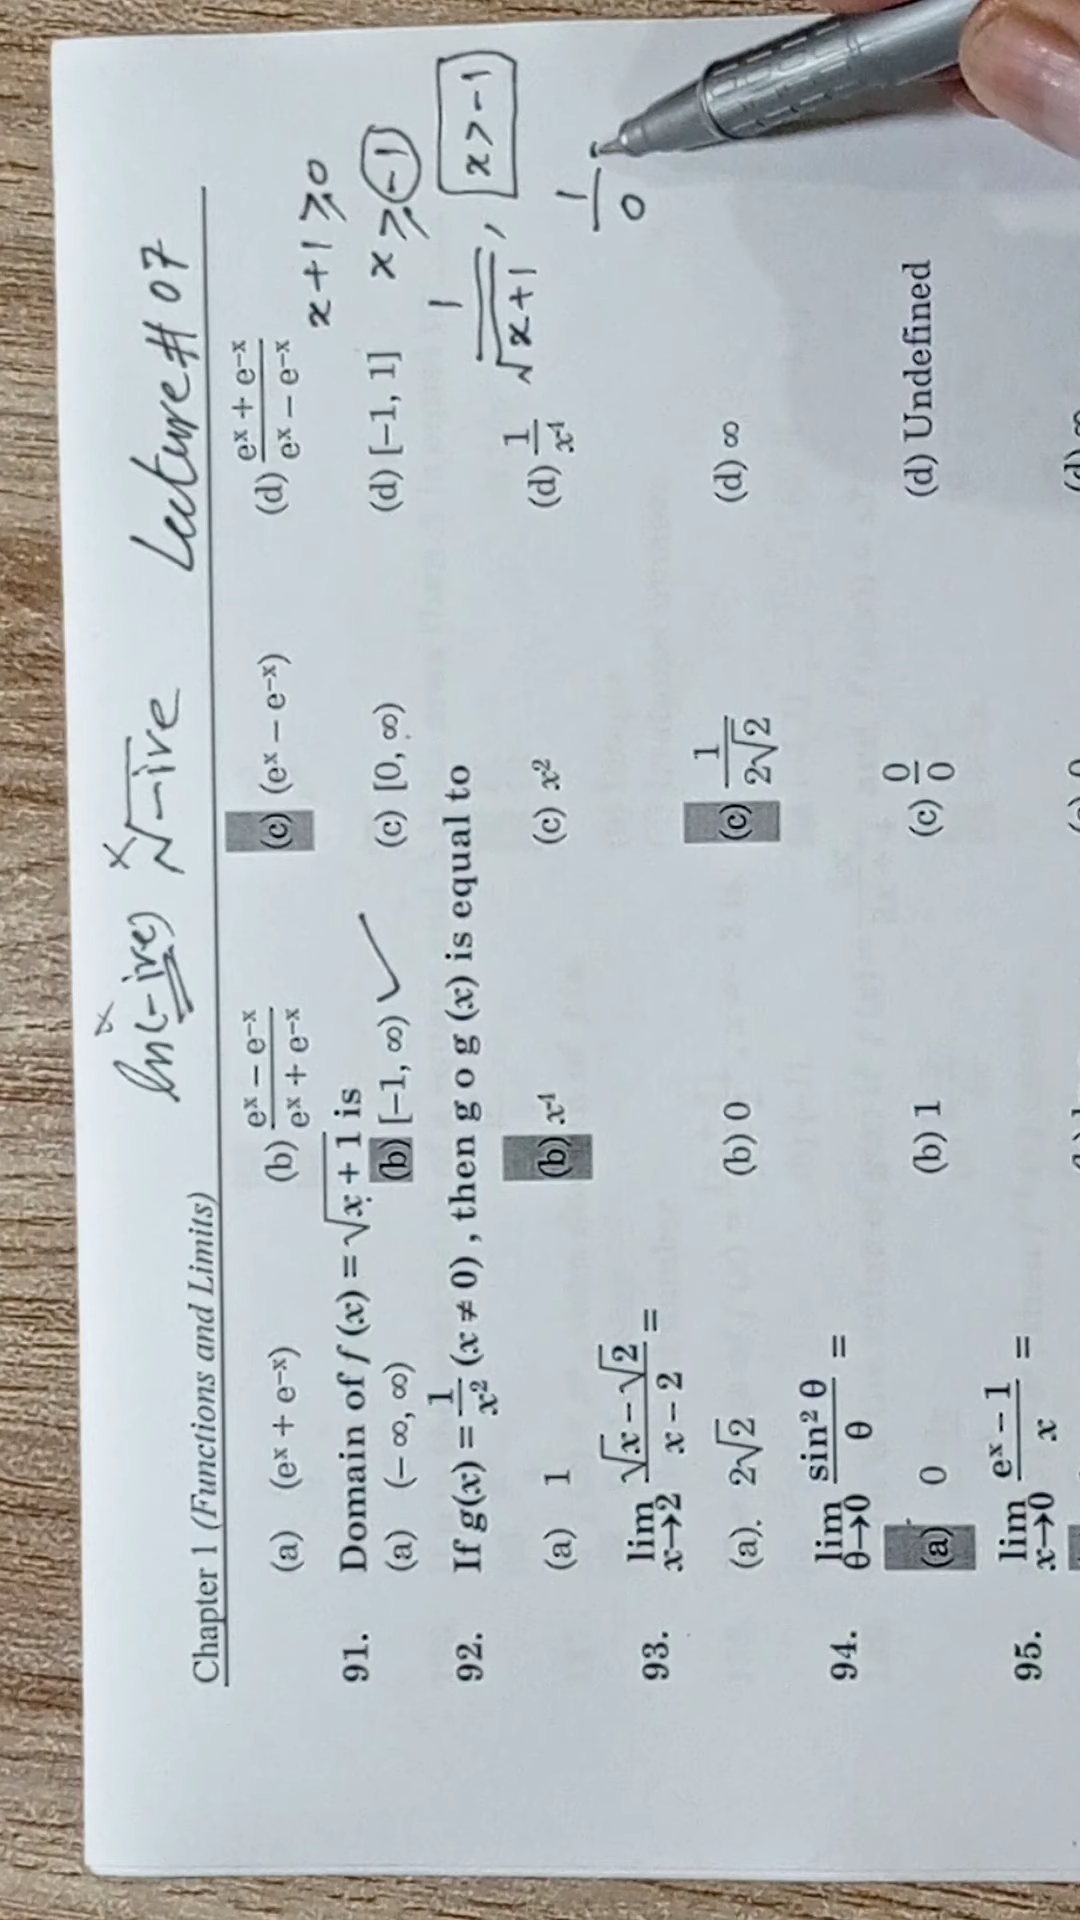 ln(-ive) x √-ive x Lecture # 07
Chapter 1 (Functions and Limits)
(a) (eˣ + e⁻ˣ) (b) (eˣ − e⁻ˣ)/(eˣ + e⁻ˣ) (c) (eˣ − e⁻ˣ) (d) (eˣ + e⁻ˣ)/(eˣ − e⁻ˣ)
x + 1 ⩾ 0
91. Domain of f (x) = √(x + 1) is
(a) (− ∞, ∞) (b) [−1, ∞) ✓ (c) [0, ∞) (d) [−1, 1] x ⩾ -1
92. If g(x) = 1/x² (x ≠ 0), then g o g (x) is equal to
1/√(x+1) , x > -1
(a) 1 (b) x⁴ (c) x² (d) 1/x⁴
1/0
93. lim x→2 (√x − √2)/(x − 2) =
(a). 2√2 (b) 0 (c) 1/(2√2) (d) ∞
94. lim θ→0 sin² θ/θ =
(a) 0 (b) 1 (c) 0/0 (d) Undefined
95. lim x→0 (eˣ − 1)/x =